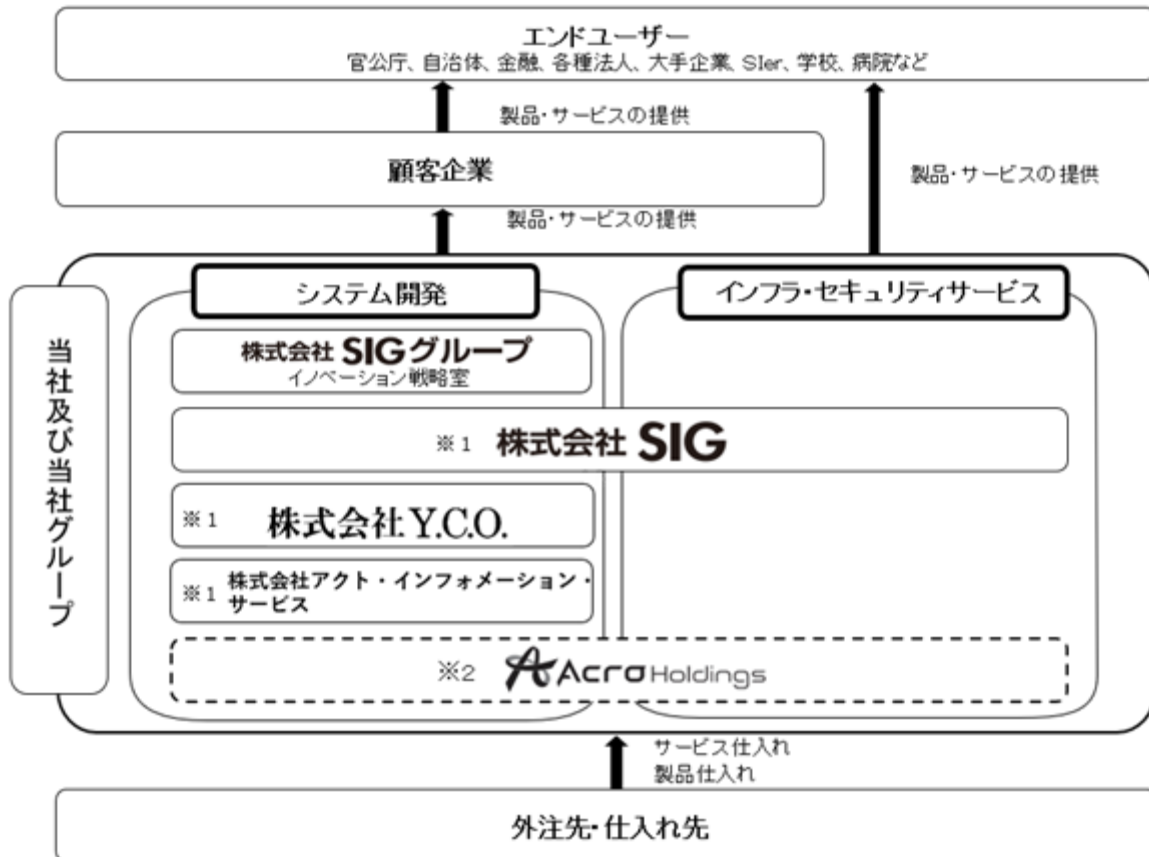 エンドユーザー
官公庁、自治体、金融、各種法人、大手企業、SIer、学校、病院など
製品・サービスの提供
顧客企業
製品・サービスの提供
製品・サービスの提供
当社及び当社グループ
システム開発
インフラ・セキュリティサービス
株式会社 SIGグループ
イノベーション戦略室
※1 株式会社 SIG
※1 株式会社Y.C.O.
※1 株式会社アクト・インフォメーション・
サービス
※2 Acro Holdings
サービス仕入れ
製品仕入れ
外注先・仕入れ先